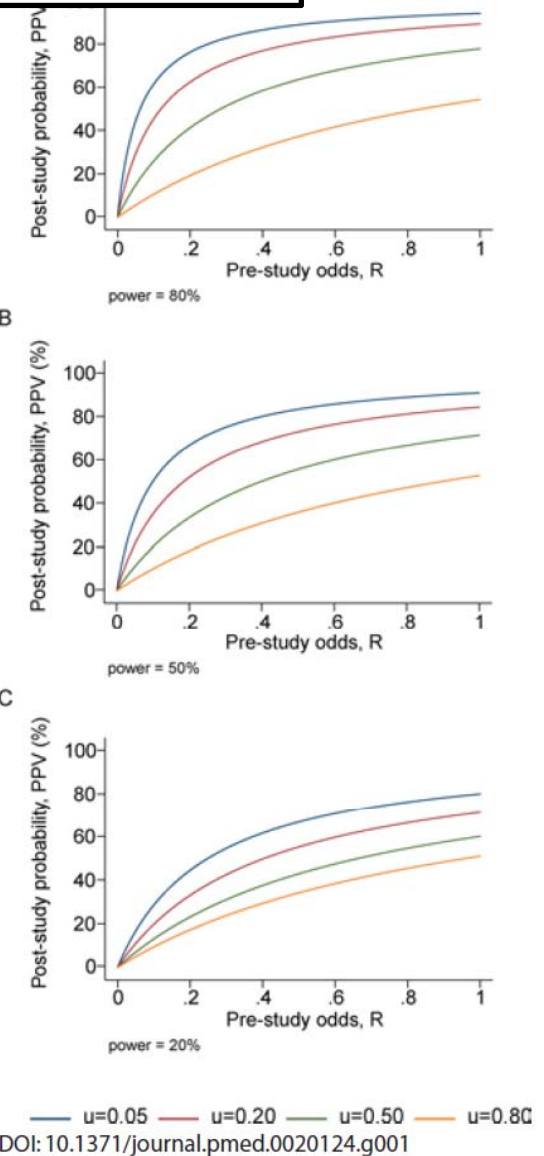 Post-study probability, PPV
80
60
40
20
0
0 .2 .4 .6 .8 1
Pre-study odds, R
power = 80%
B
Post-study probability, PPV (%)
100
80
60
40
20
0
0 .2 .4 .6 .8 1
Pre-study odds, R
power = 50%
C
Post-study probability, PPV (%)
100
80
60
40
20
0
0 .2 .4 .6 .8 1
Pre-study odds, R
power = 20%
u=0.05 u=0.20 u=0.50 u=0.80
DOI: 10.1371/journal.pmed.0020124.g001